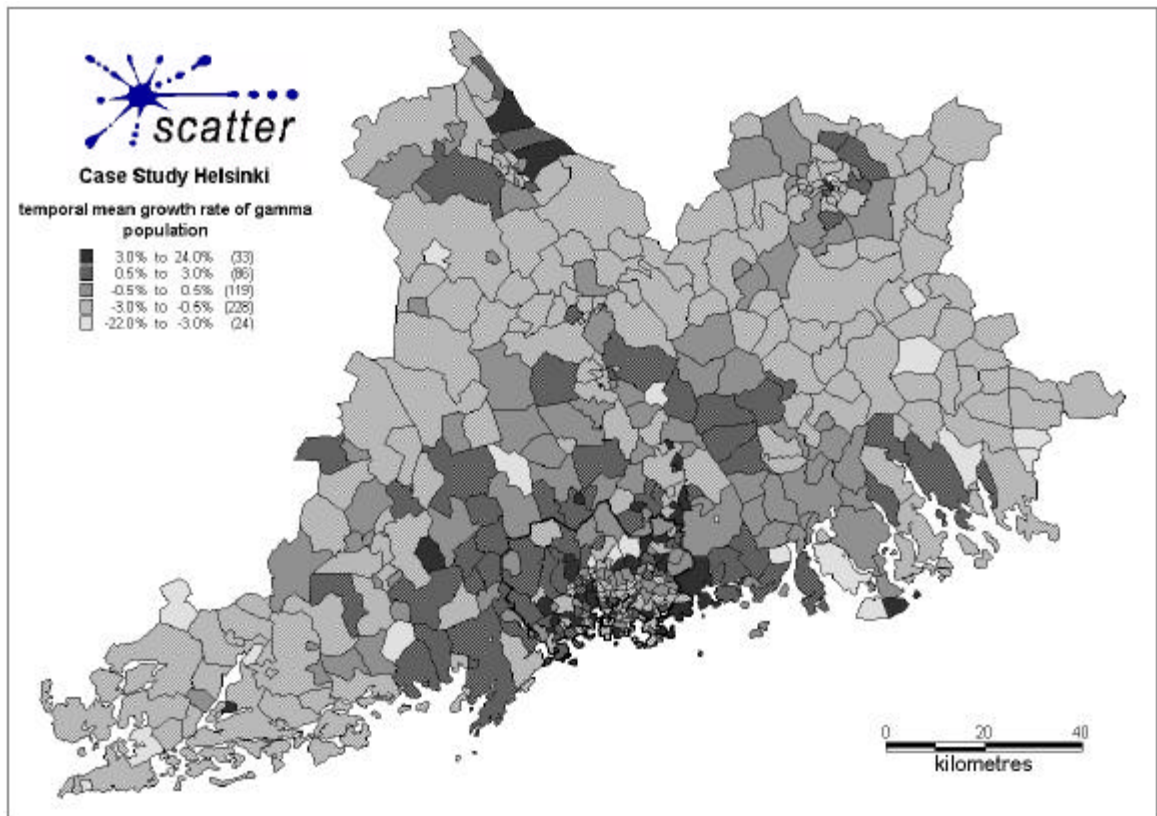 scatter
Case Study Helsinki
temporal mean growth rate of gamma
population
3.0% to 24.0% (33)
0.5% to 3.0% (86)
-0.5% to 0.5% (119)
-3.0% to -0.5% (228)
-22.0% to -3.0% (24)
0 20 40
kilometres